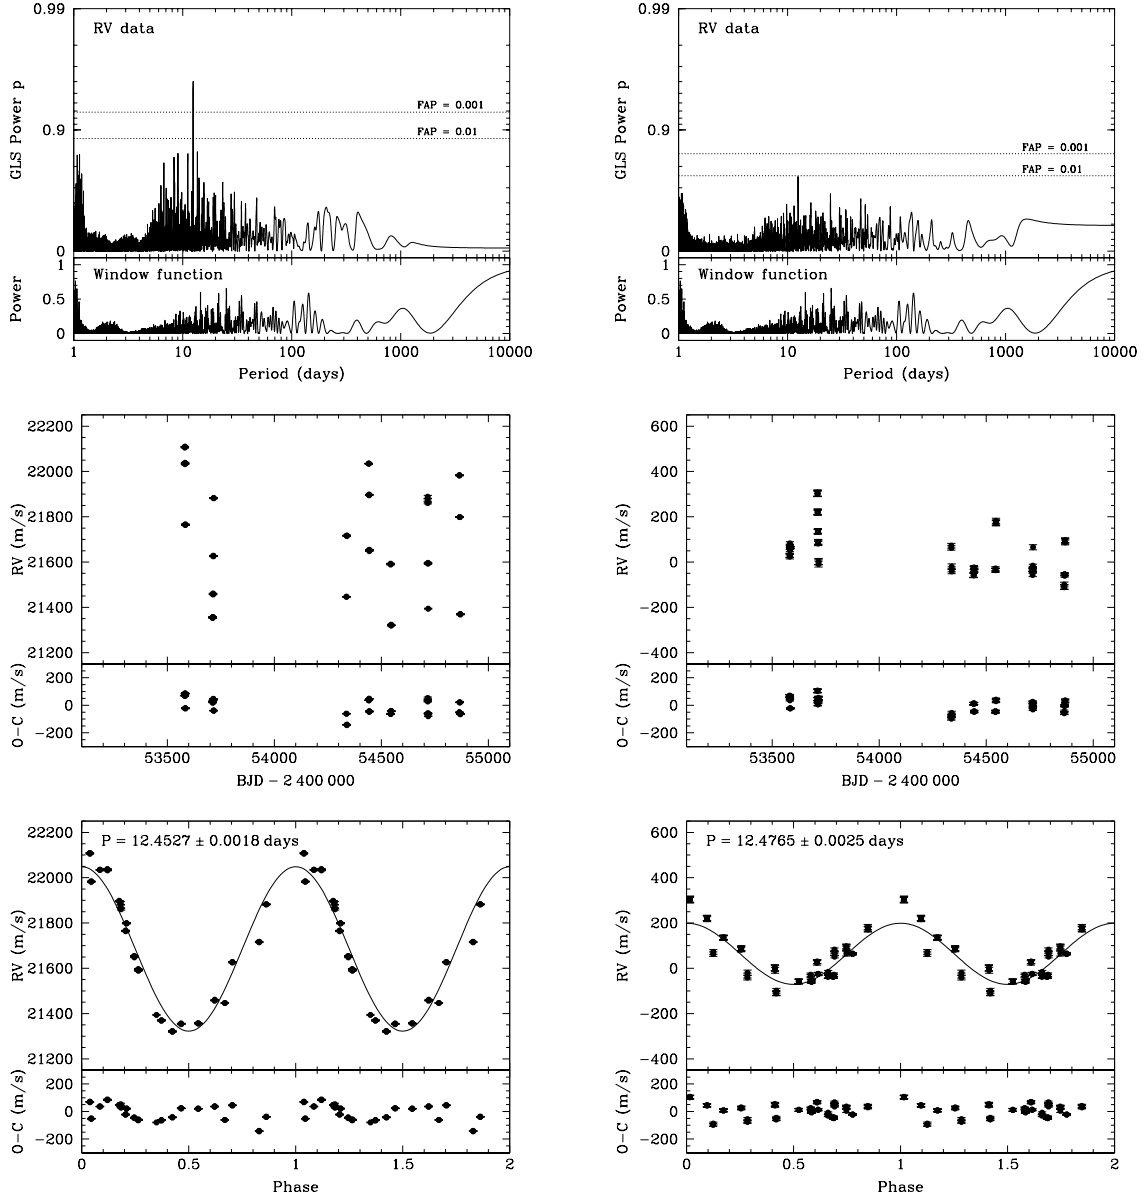 0.99
RV data
FAP = 0.001
0.9
FAP = 0.01
GLS Power p
0
1
Window function
0.5
Power
0
1 10 100 1000 10000
Period (days)
0.99
RV data
0.9
FAP = 0.001
FAP = 0.01
GLS Power p
0
1
Window function
0.5
Power
0
1 10 100 1000 10000
Period (days)
22200
22000
21800
21600
21400
21200
RV (m/s)
200
0
−200
O−C (m/s)
53500 54000 54500 55000
BJD − 2 400 000
600
400
200
0
−200
−400
RV (m/s)
200
0
−200
O−C (m/s)
53500 54000 54500 55000
BJD − 2 400 000
22200
P = 12.4527 ± 0.0018 days
22000
21800
21600
21400
21200
RV (m/s)
200
0
−200
O−C (m/s)
0 0.5 1 1.5 2
Phase
600
P = 12.4765 ± 0.0025 days
400
200
0
−200
−400
RV (m/s)
200
0
−200
O−C (m/s)
0 0.5 1 1.5 2
Phase